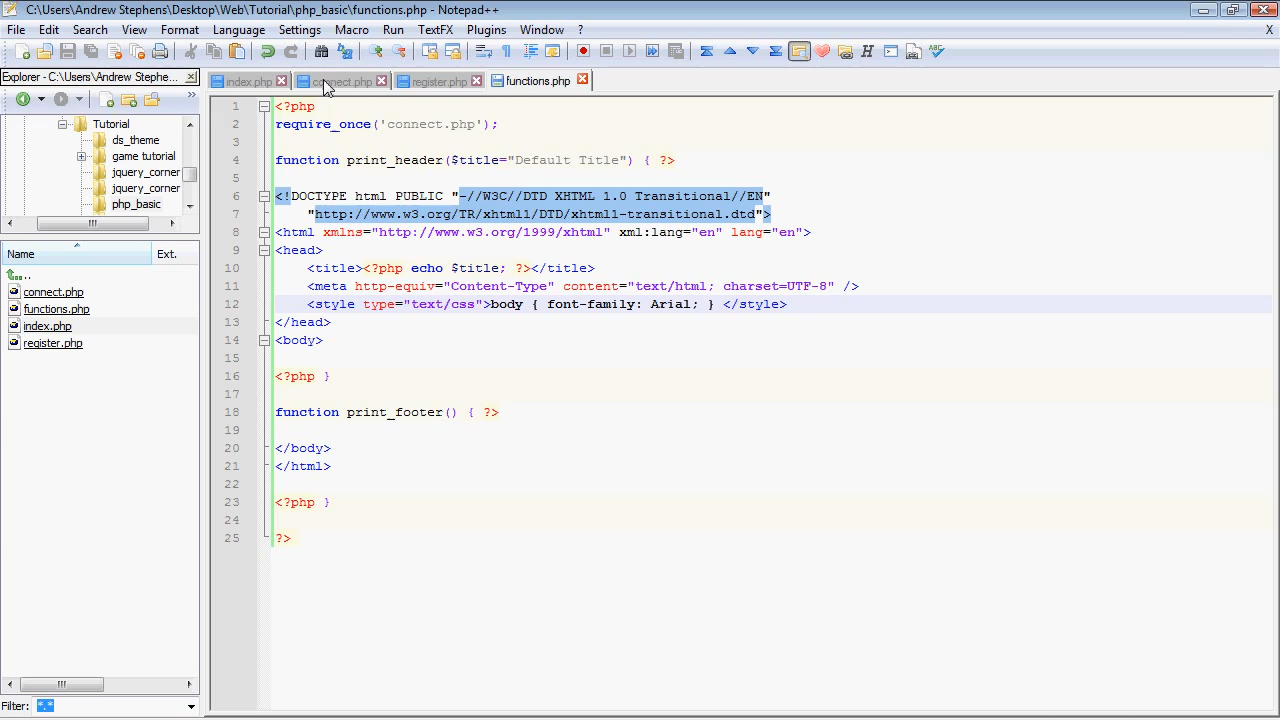 C:\Users\Andrew Stephens\Desktop\Web\Tutorial\php_basic\functions.php - Notepad++
File Edit Search View Format Language Settings Macro Run TextFX Plugins Window ? X
Explorer - C:\Users\Andrew Stephe...
index.php connect.php register.php functions.php
Tutorial
ds_theme
game tutorial
jquery_corner
jquery_corner
php_basic
Name Ext.
..
connect.php
functions.php
index.php
register.php
Filter: *.*
1 <?php
2 require_once('connect.php');
3
4 function print_header($title="Default Title") { ?>
5
6 <!DOCTYPE html PUBLIC "-//W3C//DTD XHTML 1.0 Transitional//EN"
7 "http://www.w3.org/TR/xhtml1/DTD/xhtml1-transitional.dtd">
8 <html xmlns="http://www.w3.org/1999/xhtml" xml:lang="en" lang="en">
9 <head>
10 <title><?php echo $title; ?></title>
11 <meta http-equiv="Content-Type" content="text/html; charset=UTF-8" />
12 <style type="text/css">body { font-family: Arial; } </style>
13 </head>
14 <body>
15
16 <?php }
17
18 function print_footer() { ?>
19
20 </body>
21 </html>
22
23 <?php }
24
25 ?>